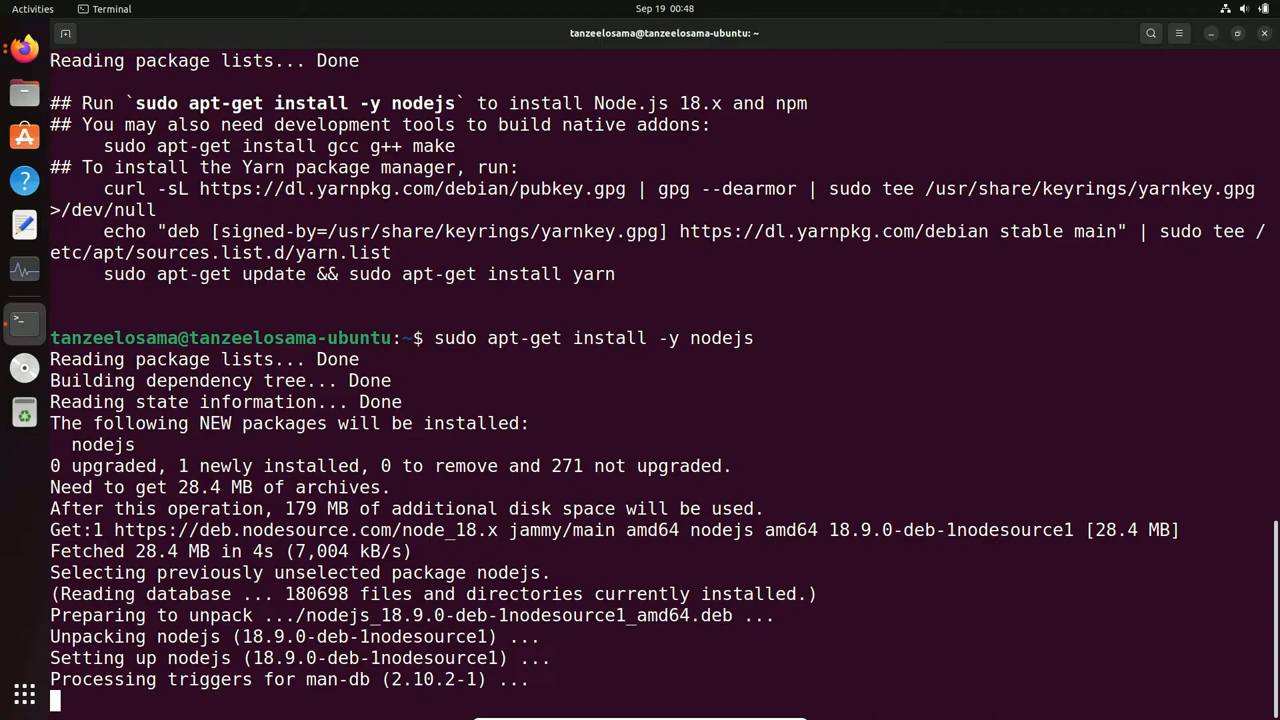 Activities
Terminal
Sep 19 00:48
tanzeelosama@tanzeelosama-ubuntu: ~
Reading package lists... Done
## Run `sudo apt-get install -y nodejs` to install Node.js 18.x and npm
## You may also need development tools to build native addons:
     sudo apt-get install gcc g++ make
## To install the Yarn package manager, run:
     curl -sL https://dl.yarnpkg.com/debian/pubkey.gpg | gpg --dearmor | sudo tee /usr/share/keyrings/yarnkey.gpg
>/dev/null
     echo "deb [signed-by=/usr/share/keyrings/yarnkey.gpg] https://dl.yarnpkg.com/debian stable main" | sudo tee /
etc/apt/sources.list.d/yarn.list
     sudo apt-get update && sudo apt-get install yarn
tanzeelosama@tanzeelosama-ubuntu:~$ sudo apt-get install -y nodejs
Reading package lists... Done
Building dependency tree... Done
Reading state information... Done
The following NEW packages will be installed:
  nodejs
0 upgraded, 1 newly installed, 0 to remove and 271 not upgraded.
Need to get 28.4 MB of archives.
After this operation, 179 MB of additional disk space will be used.
Get:1 https://deb.nodesource.com/node_18.x jammy/main amd64 nodejs amd64 18.9.0-deb-1nodesource1 [28.4 MB]
Fetched 28.4 MB in 4s (7,004 kB/s)
Selecting previously unselected package nodejs.
(Reading database ... 180698 files and directories currently installed.)
Preparing to unpack .../nodejs_18.9.0-deb-1nodesource1_amd64.deb ...
Unpacking nodejs (18.9.0-deb-1nodesource1) ...
Setting up nodejs (18.9.0-deb-1nodesource1) ...
Processing triggers for man-db (2.10.2-1) ...